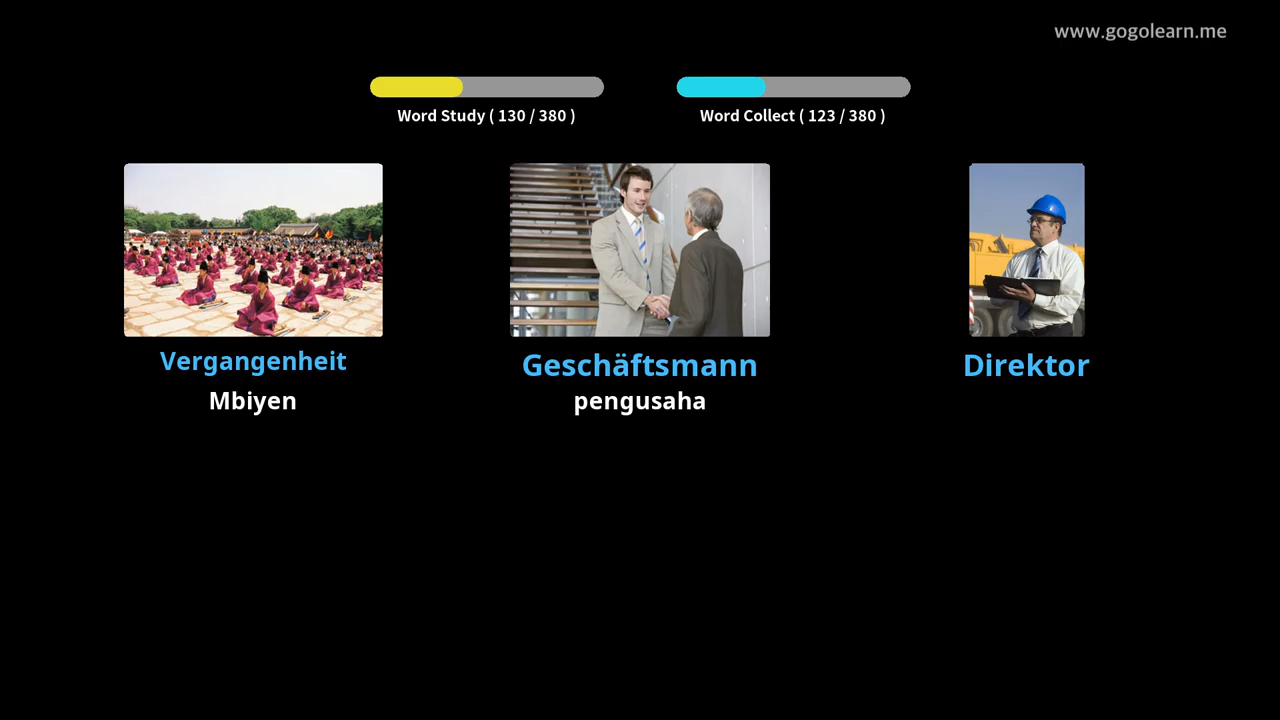 www.gogolearn.me
Word Study ( 130 / 380 )
Word Collect ( 123 / 380 )
Vergangenheit
Mbiyen
Geschäftsmann
pengusaha
Direktor